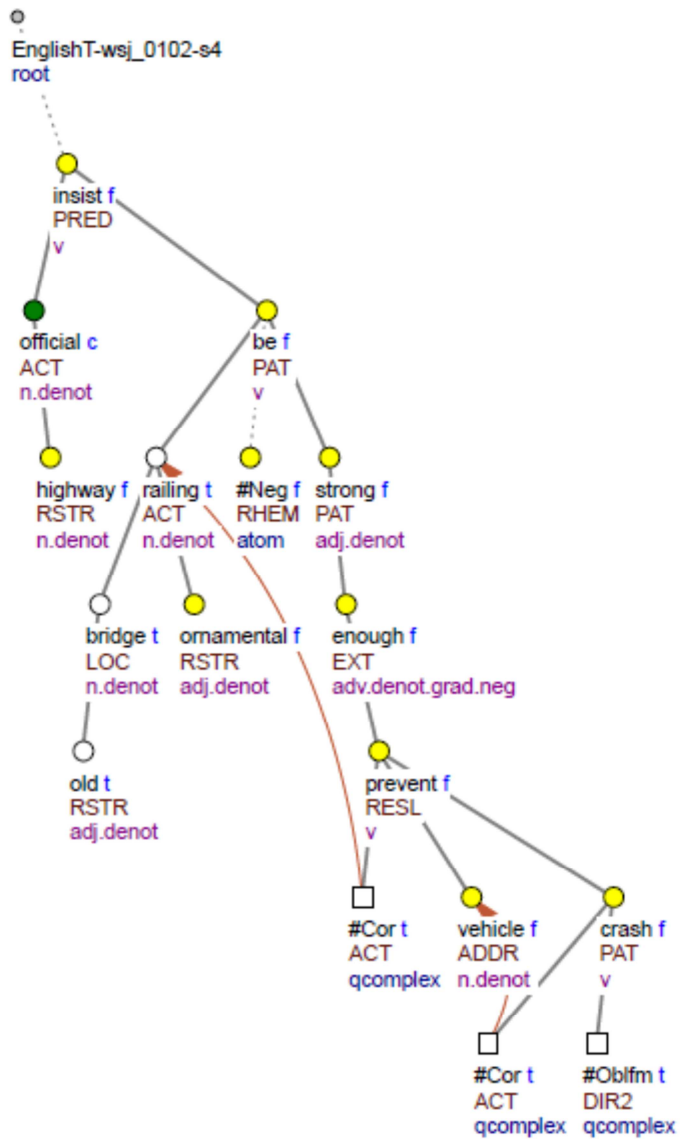 EnglishT-wsj_0102-s4
root
insist f
PRED
v
official c
ACT
n.denot
be f
PAT
v
highway f
RSTR
n.denot
railing t
ACT
n.denot
#Neg f
RHEM
atom
strong f
PAT
adj.denot
bridge t
LOC
n.denot
ornamental f
RSTR
adj.denot
enough f
EXT
adv.denot.grad.neg
old t
RSTR
adj.denot
prevent f
RESL
v
#Cor t
ACT
qcomplex
vehicle f
ADDR
n.denot
crash f
PAT
v
#Cor t
ACT
qcomplex
#Oblfm t
DIR2
qcomplex